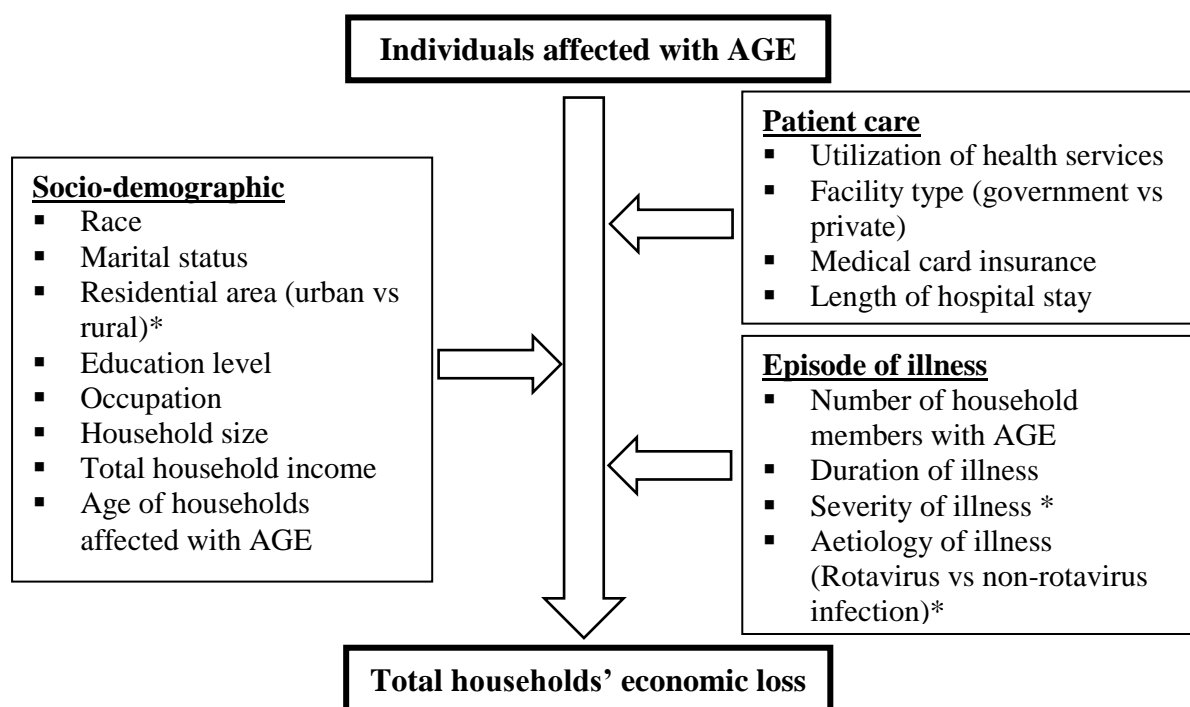 Individuals affected with AGE
Socio-demographic
▪ Race
▪ Marital status
▪ Residential area (urban vs
rural)*
▪ Education level
▪ Occupation
▪ Household size
▪ Total household income
▪ Age of households
affected with AGE
Patient care
▪ Utilization of health services
▪ Facility type (government vs
private)
▪ Medical card insurance
▪ Length of hospital stay
Episode of illness
▪ Number of household
members with AGE
▪ Duration of illness
▪ Severity of illness *
▪ Aetiology of illness
(Rotavirus vs non-rotavirus
infection)*
Total households’ economic loss